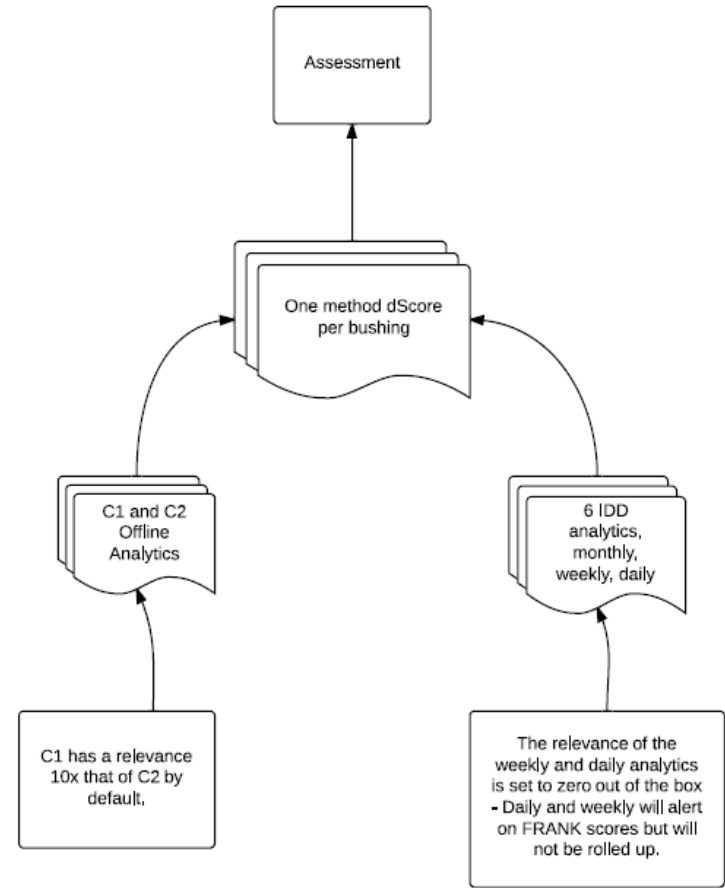 Assessment
One method dScore
per bushing
C1 and C2
Offline
Analytics
6 IDD
analytics,
monthly,
weekly, daily
C1 has a relevance
10x that of C2 by
default,
The relevance of the
weekly and daily analytics
is set to zero out of the box
- Daily and weekly will alert
on FRANK scores but will
not be rolled up.